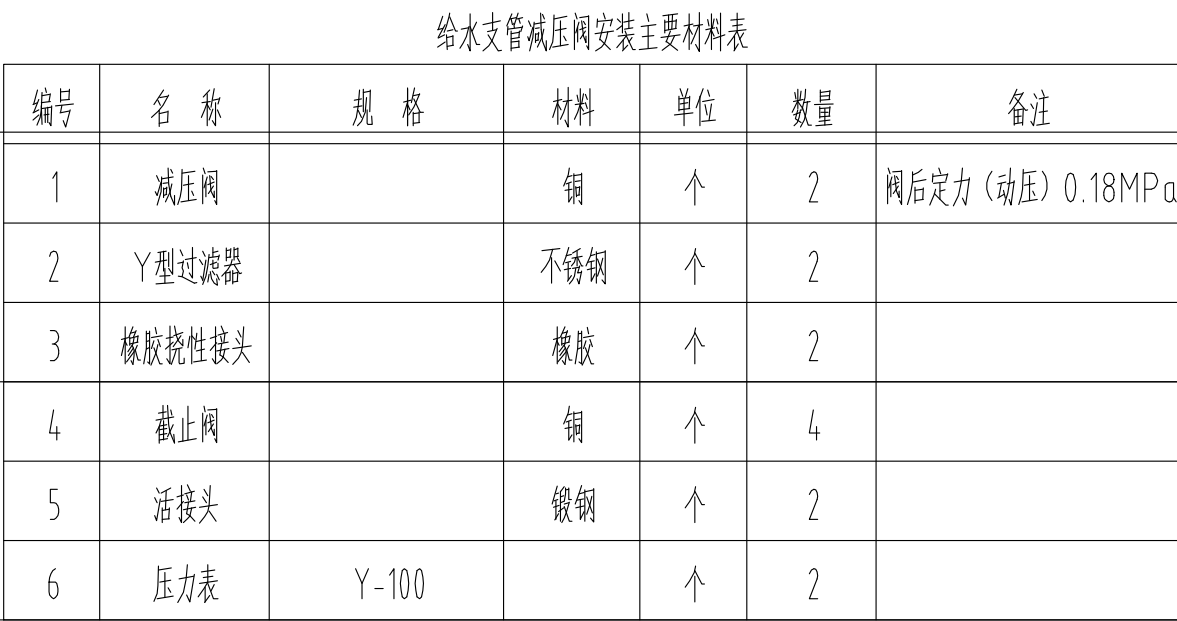 给水支管减压阀安装主要材料表
编号 名 称 规 格 材料 单位 数量 备注
1 减压阀 铜 个 2 阀后定力(动压)0.18MPa
2 Y型过滤器 不锈钢 个 2
3 橡胶挠性接头 橡胶 个 2
4 截止阀 铜 个 4
5 活接头 锻钢 个 2
6 压力表 Y-100 个 2